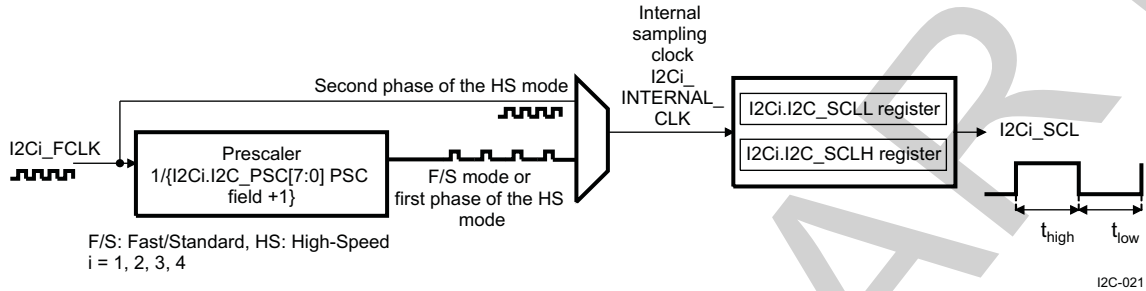 Internal
sampling
clock
I2Ci_
INTERNAL_
CLK
Second phase of the HS mode
I2Ci.I2C_SCLL register
I2Ci_FCLK
Prescaler
1/{I2Ci.I2C_PSC[7:0] PSC
field +1}
F/S mode or
first phase of the HS
mode
I2Ci.I2C_SCLH register
I2Ci_SCL
thigh
tlow
F/S: Fast/Standard, HS: High-Speed
i = 1, 2, 3, 4
I2C-021